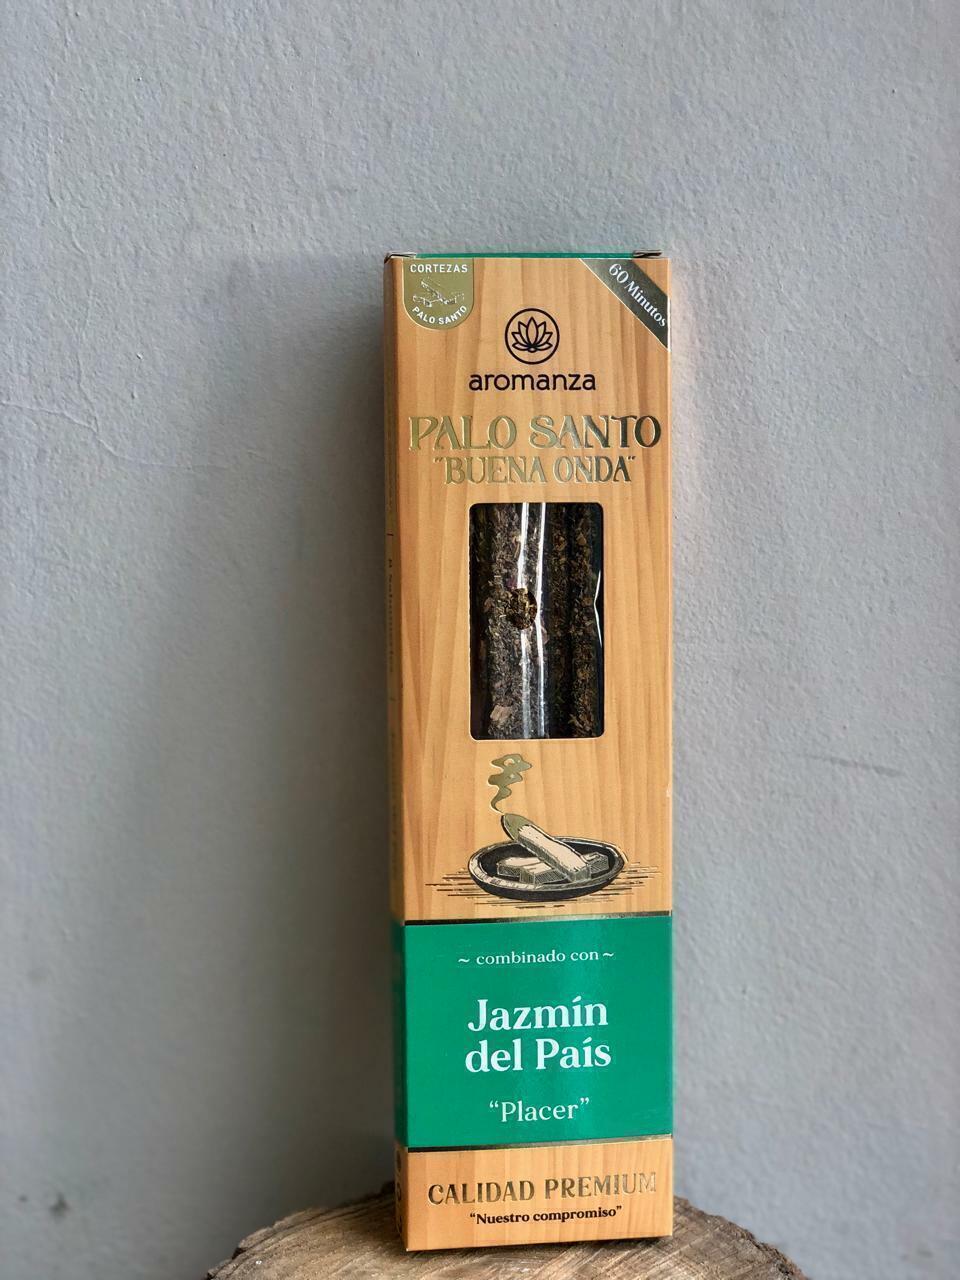 CORTEZAS
PALO SANTO
60 Minutos
aromanza
PALO SANTO
"BUENA ONDA"
~ combinado con ~
Jazmín
del País
“Placer”
CALIDAD PREMIUM
“Nuestro compromiso”